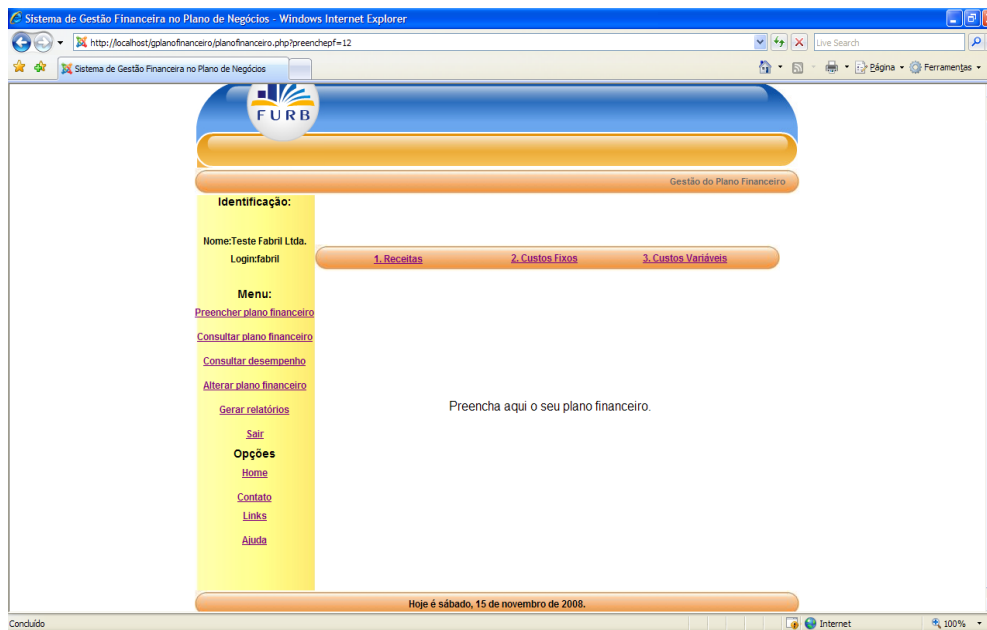 Sistema de Gestão Financeira no Plano de Negócios - Windows Internet Explorer
http://localhost/gplanofinanceiro/planofinanceiro.php?preenchepf=12
Live Search
Sistema de Gestão Financeira no Plano de Negócios
Página
Ferramentas
FURB
Gestão do Plano Financeiro
Identificação:
Nome:Teste Fabril Ltda.
Login:fabril
1. Receitas
2. Custos Fixos
3. Custos Variáveis
Menu:
Preencher plano financeiro
Consultar plano financeiro
Consultar desempenho
Alterar plano financeiro
Gerar relatórios
Sair
Preencha aqui o seu plano financeiro.
Opções
Home
Contato
Links
Ajuda
Hoje é sábado, 15 de novembro de 2008.
Concluído
Internet
100%